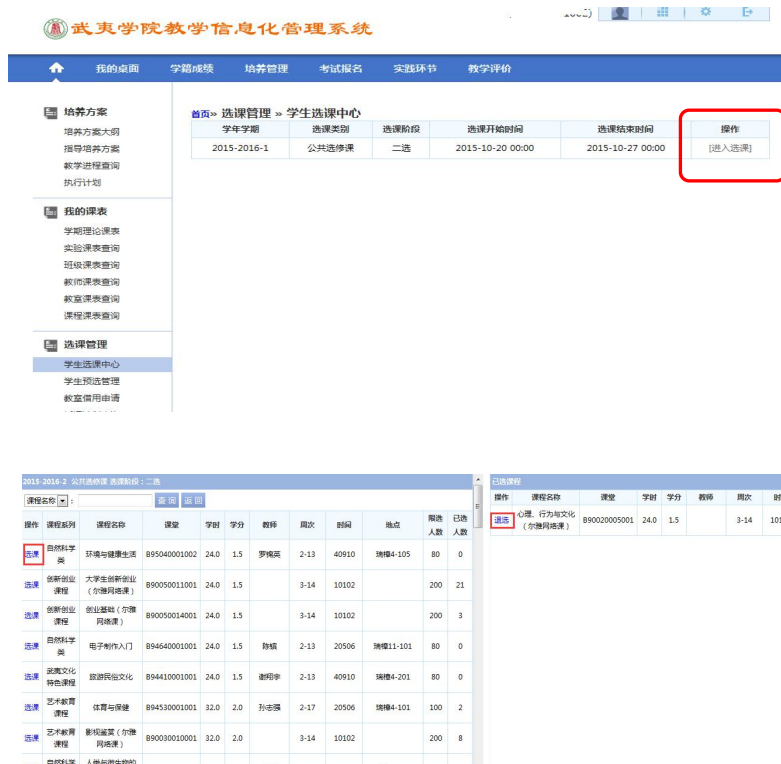 武夷学院教学信息化管理系统
我的桌面 学籍成绩 培养管理 考试报名 实践环节 教学评价
培养方案
培养方案大纲
指导培养方案
教学进程查询
执行计划
我的课表
学期理论课表
实验课表查询
班级课表查询
教师课表查询
教室课表查询
课程课表查询
选课管理
学生选课中心
学生预选管理
教室借用申请
首页» 选课管理 » 学生选课中心
学年学期 选课类别 选课阶段 选课开始时间 选课结束时间 操作
2015-2016-1 公共选修课 二选 2015-10-20 00:00 2015-10-27 00:00 [进入选课]
2015-2016-2 公共选修课 选课阶段：二选
课程名称 ： 查 询 返 回
操作 课程系列 课程名称 课堂 学时 学分 教师 周次 时间 地点 限选人数 已选人数
选课 自然科学类 环境与健康生活 B95040001002 24.0 1.5 罗梅英 2-13 40910 瑞樟4-105 80 0
选课 创新创业课程 大学生创新创业（尔雅网络课） B90050011001 24.0 1.5 3-14 10102 200 21
选课 创新创业课程 创业基础（尔雅网络课） B90050014001 24.0 1.5 3-14 10102 200 3
选课 自然科学类 电子制作入门 B94640001001 24.0 1.5 2-13 20506 瑞樟11-101 80 0
选课 武夷文化特色课程 旅游民俗文化 B94410001001 24.0 1.5 谢翔宇 2-13 40910 瑞樟4-201 80 0
选课 艺术教育课程 体育与保健 B94530001001 32.0 2.0 孙志强 2-17 20506 瑞樟4-101 100 2
选课 艺术教育课程 影视鉴赏（尔雅网络课） B90030010001 32.0 2.0 3-14 10102 200 8
已选课程
操作 课程名称 课堂 学时 学分 教师 周次
退选 心理、行为与文化（尔雅网络课） B90020005001 24.0 1.5 3-14